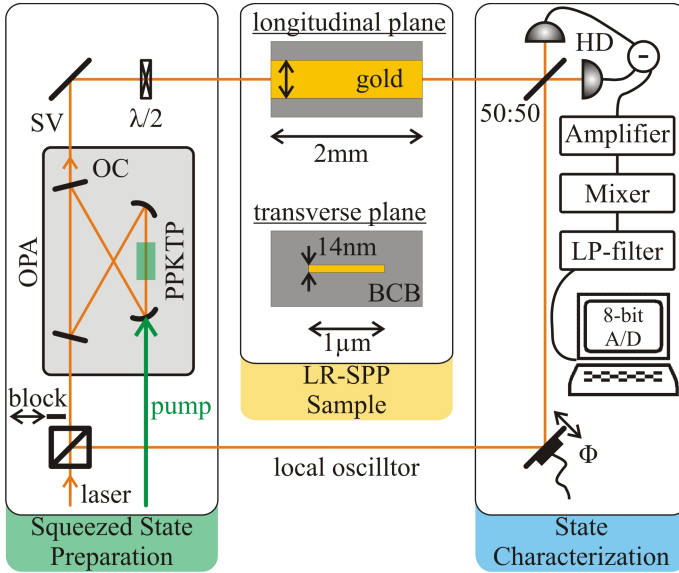 SV
λ/2
OC
OPA
PPKTP
block
pump
laser
Squeezed State
Preparation
longitudinal plane
gold
2mm
transverse plane
14nm
BCB
1μm
LR-SPP
Sample
local oscilltor
HD
−
50:50
Amplifier
Mixer
LP-filter
8-bit
A/D
Φ
State
Characterization